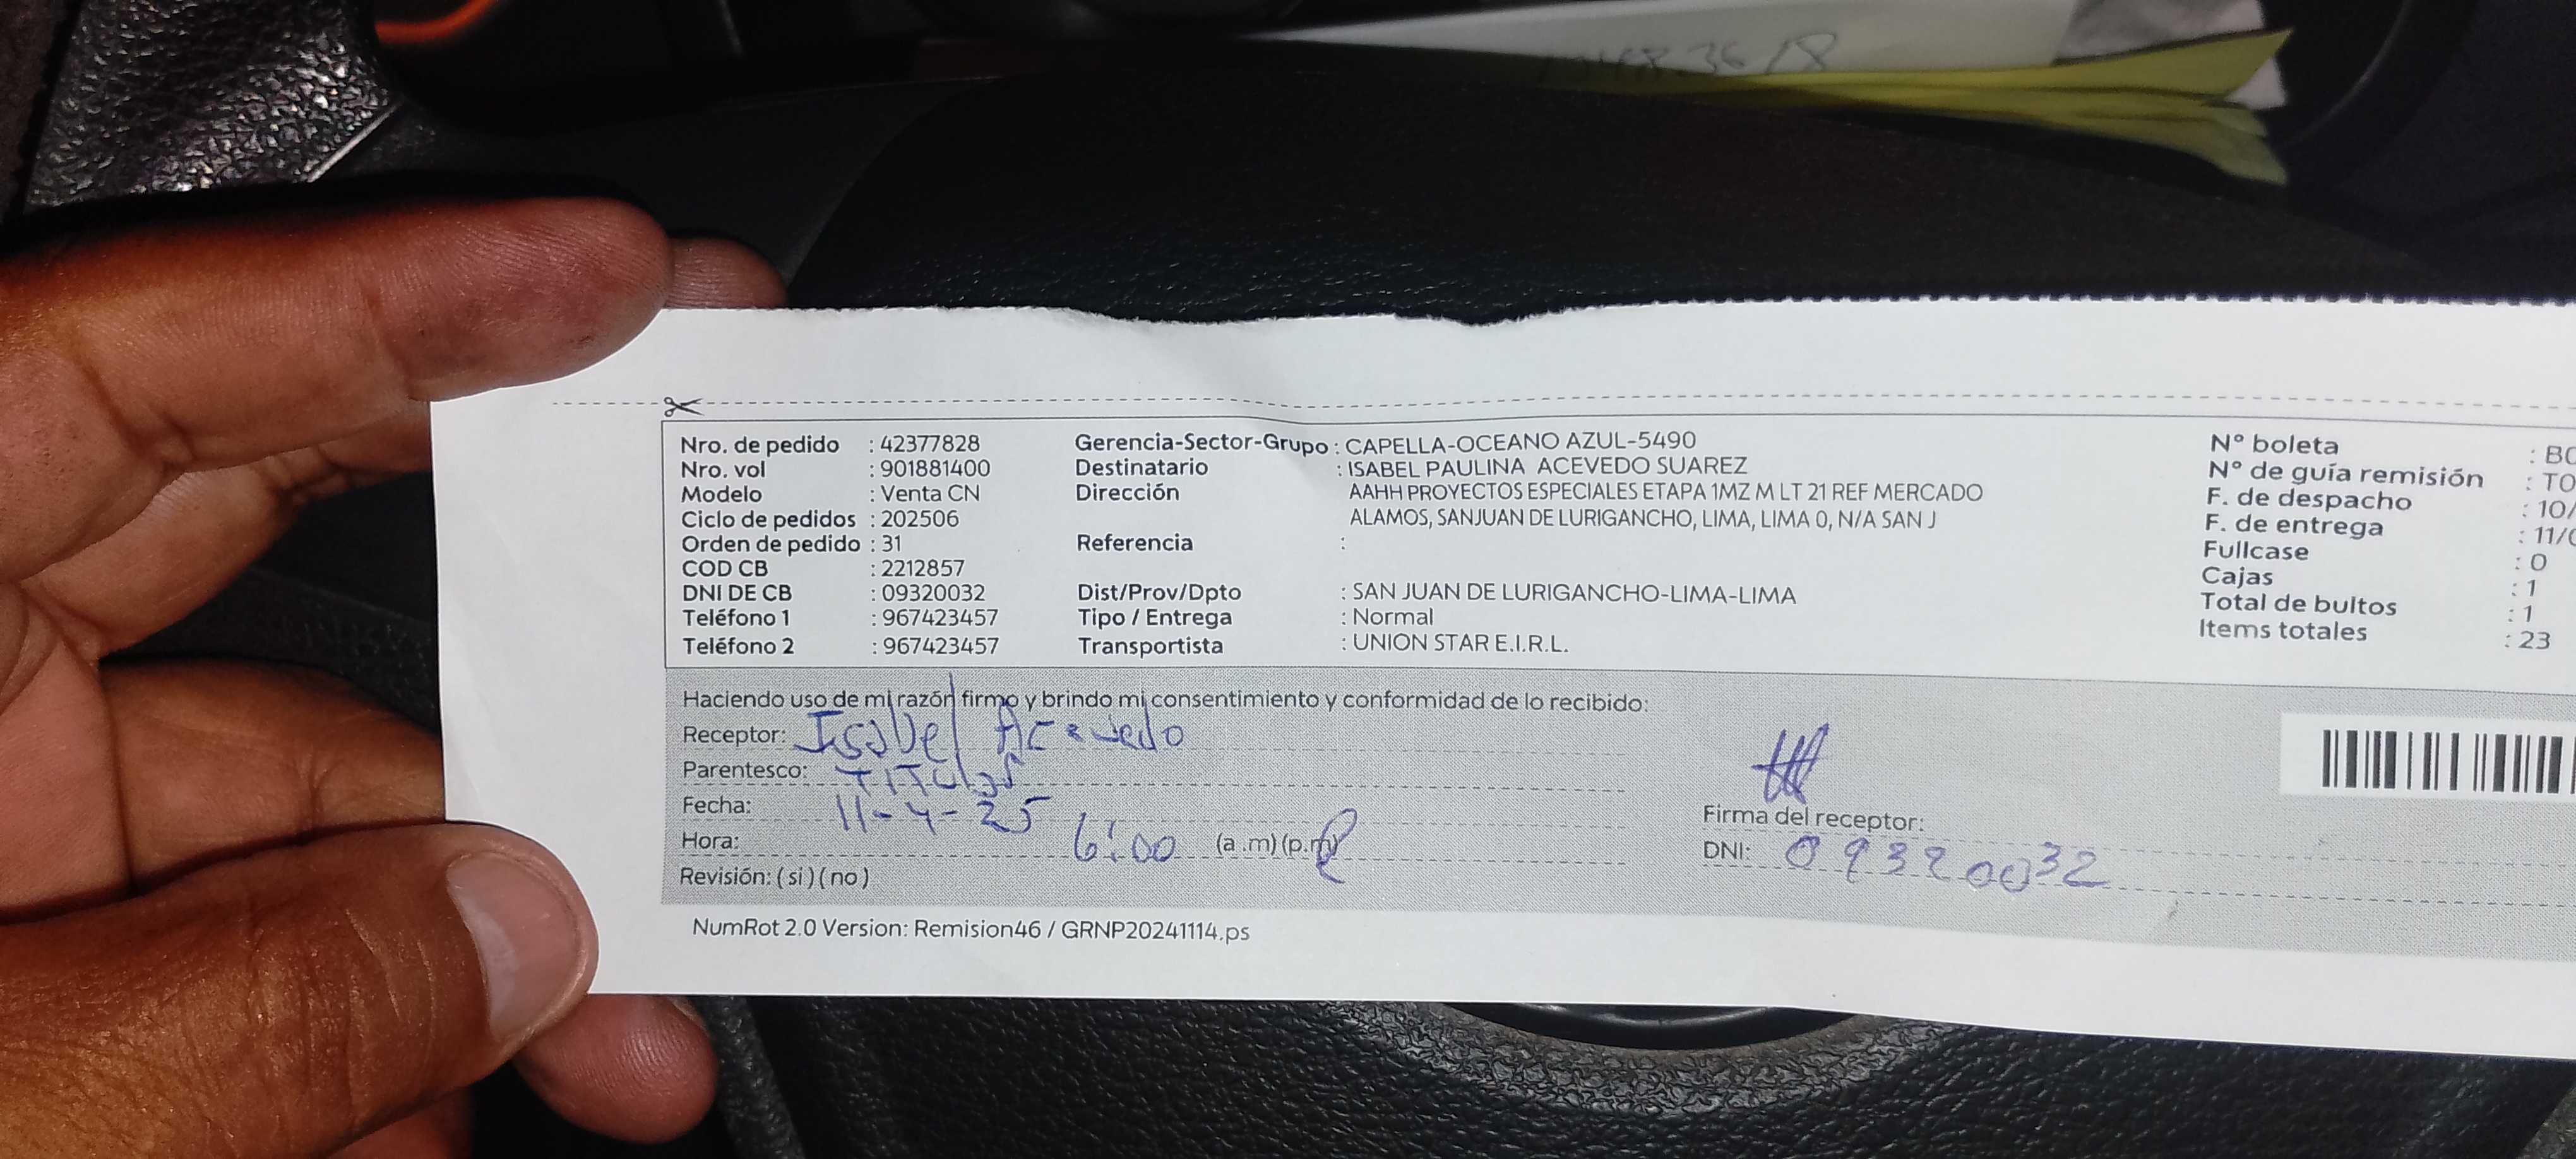 Nro. de pedido : 42377828
Nro. vol : 901881400
Modelo : Venta CN
Ciclo de pedidos : 202506
Orden de pedido : 31
COD CB : 2212857
DNI DE CB : 09320032
Teléfono 1 : 967423457
Teléfono 2 : 967423457
Gerencia-Sector-Grupo : CAPELLA-OCEANO AZUL-5490
Destinatario : ISABEL PAULINA ACEVEDO SUAREZ
Dirección AAHH PROYECTOS ESPECIALES ETAPA 1MZ M LT 21 REF MERCADO
ALAMOS, SANJUAN DE LURIGANCHO, LIMA, LIMA 0, N/A SAN J
Referencia :
Dist/Prov/Dpto : SAN JUAN DE LURIGANCHO-LIMA-LIMA
Tipo / Entrega : Normal
Transportista : UNION STAR E.I.R.L.
N° boleta : BO
N° de guía remisión : TO
F. de despacho : 10/
F. de entrega : 11/0
Fullcase : 0
Cajas : 1
Total de bultos : 1
Items totales : 23
Haciendo uso de mi razón firmo y brindo mi consentimiento y conformidad de lo recibido:
Receptor: Isabel Acevedo
Parentesco: TITular
Fecha: 11-4-25
Hora: 6:00 (a .m) (p.m)
Revisión: ( si ) ( no )
Firma del receptor:
DNI: 09320032
NumRot 2.0 Version: Remision46 / GRNP20241114.ps